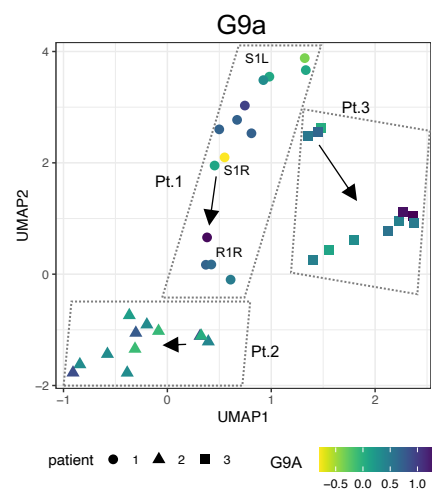 G9a
4
2
0
−2
UMAP2
S1L
Pt.3
Pt.1
S1R
R1R
Pt.2
−1 0 1 2
UMAP1
patient 1 2 3
G9A
−0.5 0.0 0.5 1.0